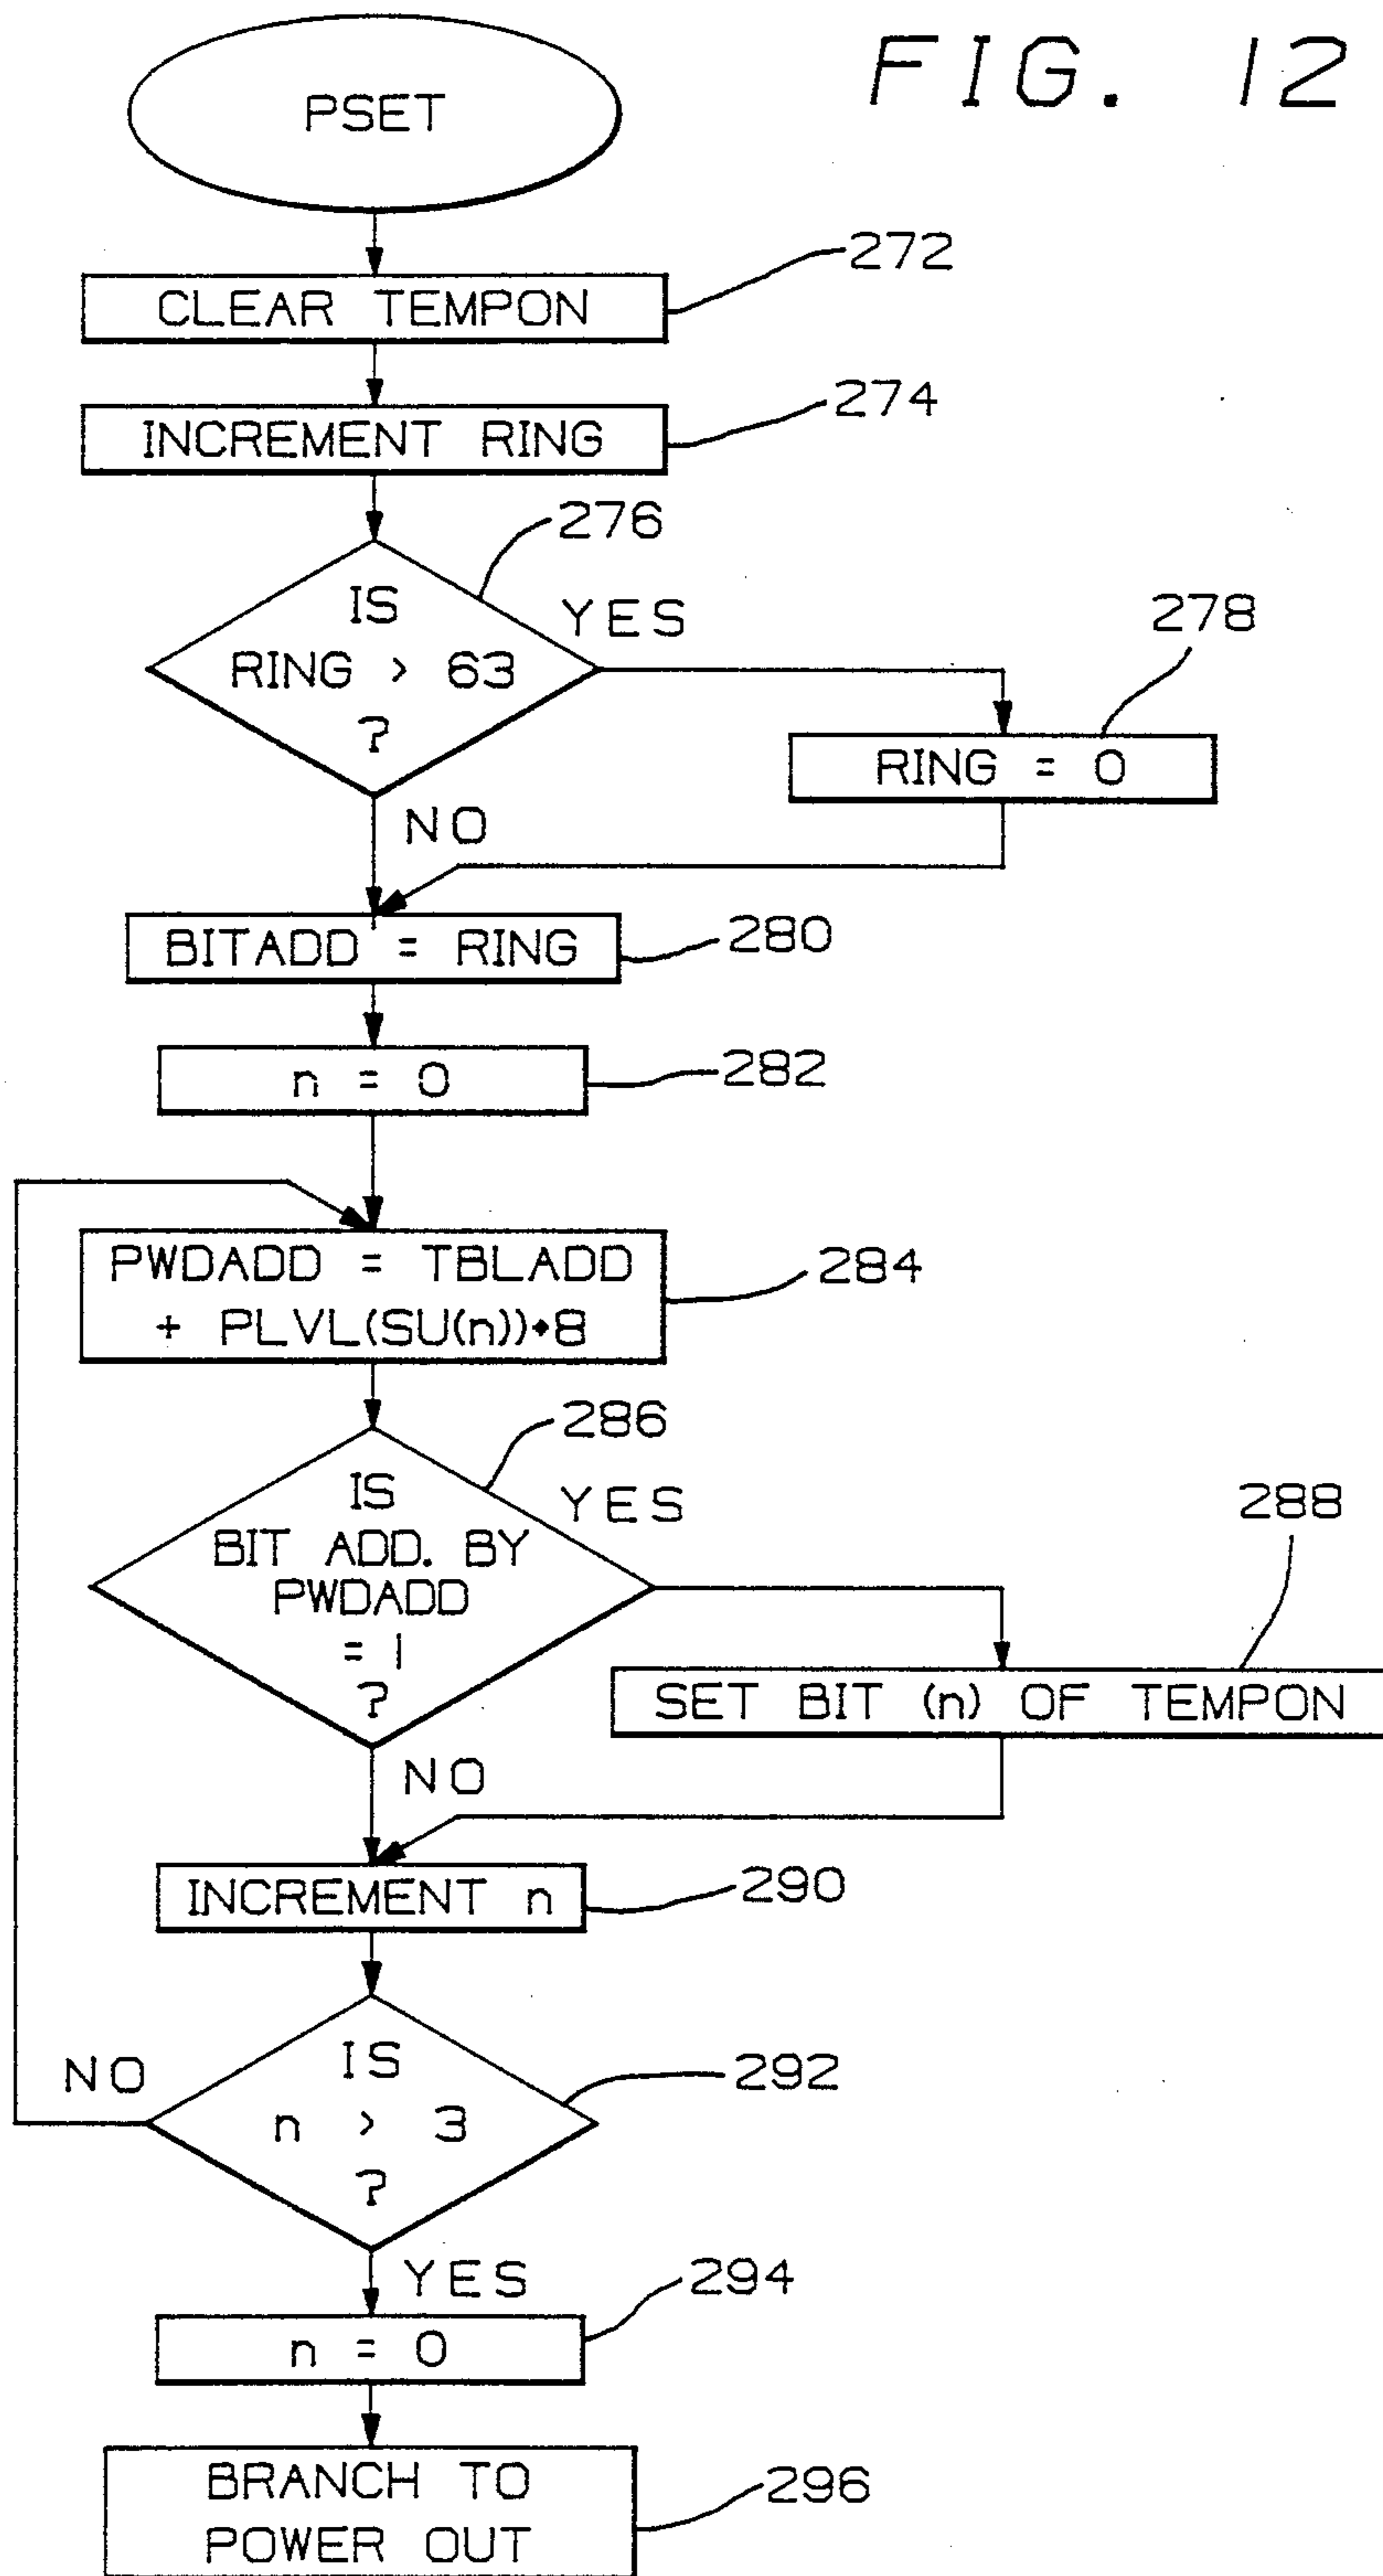 FIG. 12
PSET
272
CLEAR TEMPON
274
INCREMENT RING
276
IS
RING > 63
?
YES
278
RING = 0
NO
BITADD = RING
280
n = 0
282
PWDADD = TBLADD
+ PLVL(SU(n))*8
284
286
IS
BIT ADD. BY
PWDADD
= 1
?
YES
288
SET BIT (n) OF TEMPON
NO
INCREMENT n
290
NO
IS
n > 3
?
292
YES
294
n = 0
BRANCH TO
POWER OUT
296